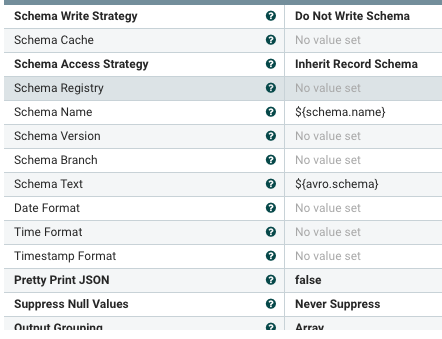 Schema Write Strategy ? Do Not Write Schema
Schema Cache ? No value set
Schema Access Strategy ? Inherit Record Schema
Schema Registry ? No value set
Schema Name ? ${schema.name}
Schema Version ? No value set
Schema Branch ? No value set
Schema Text ? ${avro.schema}
Date Format ? No value set
Time Format ? No value set
Timestamp Format ? No value set
Pretty Print JSON ? false
Suppress Null Values ? Never Suppress
Output Grouping ? Array